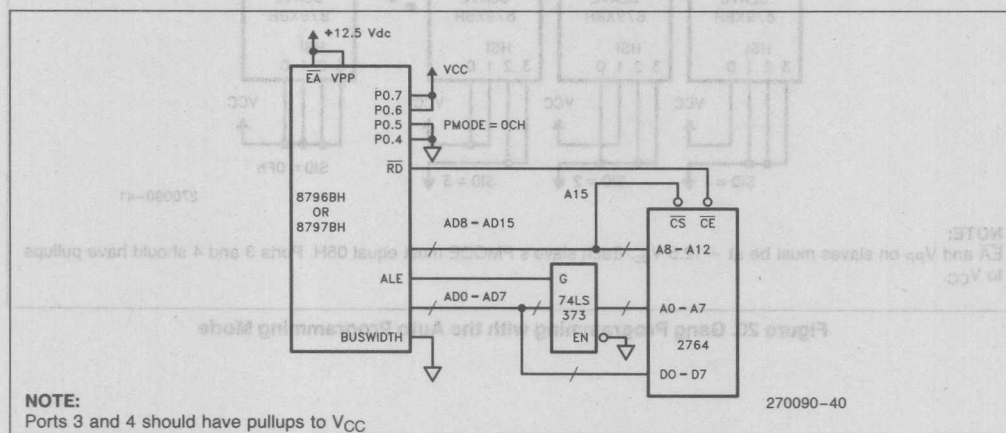 +12.5 Vdc
EA VPP
VCC
P0.7
P0.6
P0.5
P0.4
PMODE = 0CH
RD
A15
8796BH
OR
8797BH
CS CE
AD8 – AD15
A8 – A12
ALE
G
AD0 – AD7
74LS
373
A0 – A7
EN
2764
BUSWIDTH
D0 – D7
NOTE:
Ports 3 and 4 should have pullups to VCC
270090–40